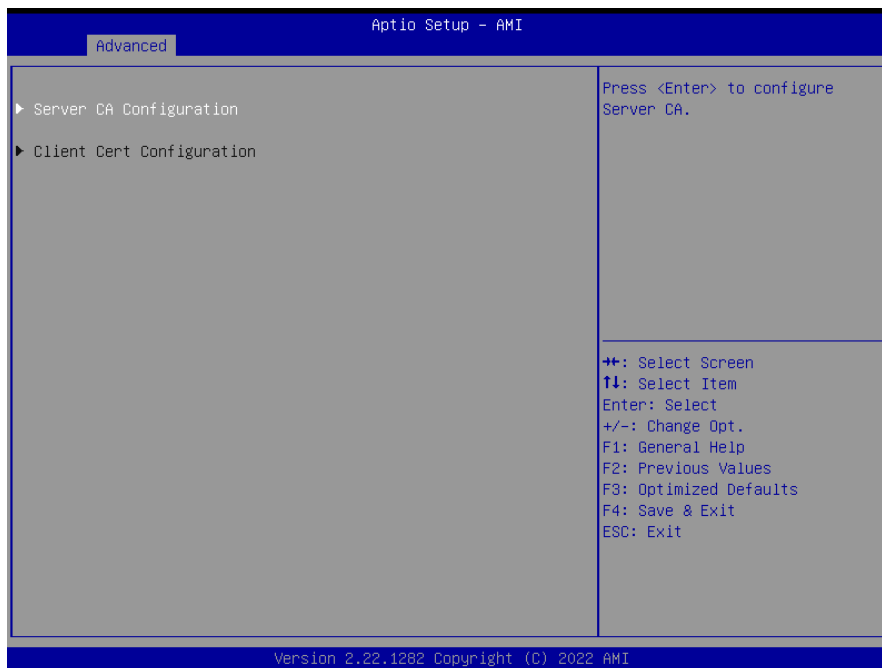 Aptio Setup – AMI
Advanced
▶ Server CA Configuration
▶ Client Cert Configuration
Press <Enter> to configure
Server CA.
→←: Select Screen
↑↓: Select Item
Enter: Select
+/-: Change Opt.
F1: General Help
F2: Previous Values
F3: Optimized Defaults
F4: Save & Exit
ESC: Exit
Version 2.22.1282 Copyright (C) 2022 AMI